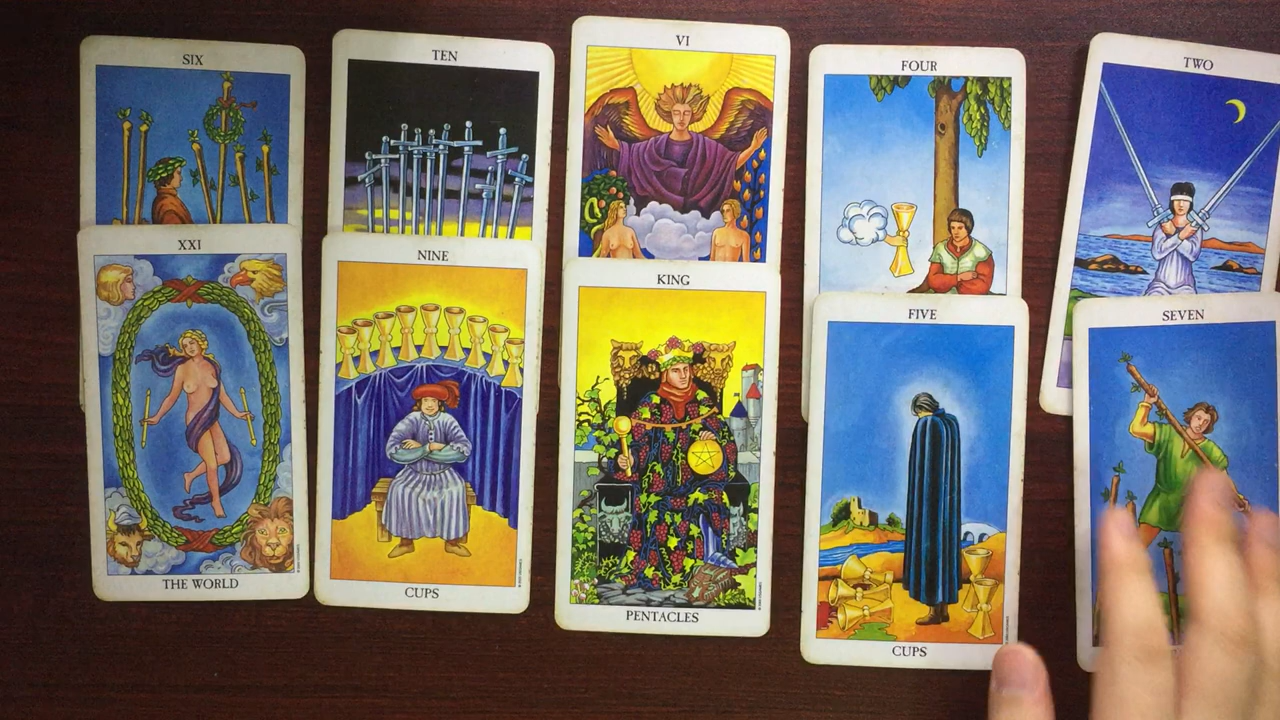 SIX
TEN
VI
FOUR
TWO
XXI
NINE
KING
FIVE
SEVEN
THE WORLD
CUPS
PENTACLES
CUPS